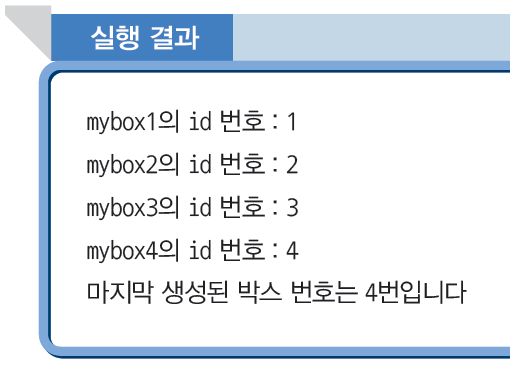 실행 결과
mybox1의 id 번호 : 1
mybox2의 id 번호 : 2
mybox3의 id 번호 : 3
mybox4의 id 번호 : 4
마지막 생성된 박스 번호는 4번입니다